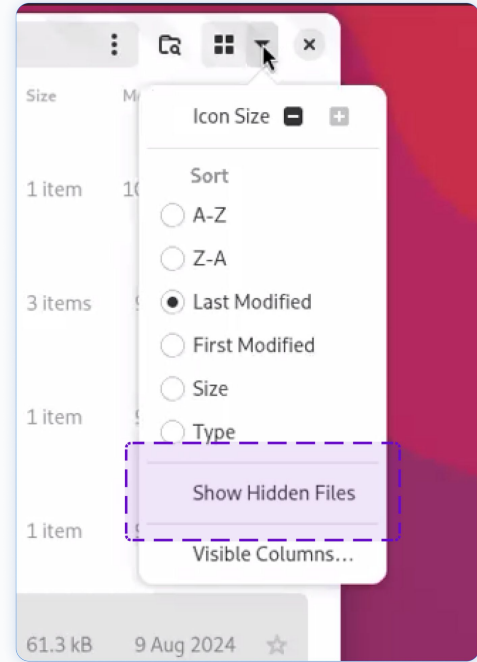 Size
Icon Size
Sort
1 item
A-Z
Z-A
3 items
Last Modified
First Modified
Size
1 item
Type
Show Hidden Files
1 item
Visible Columns...
61.3 kB 9 Aug 2024